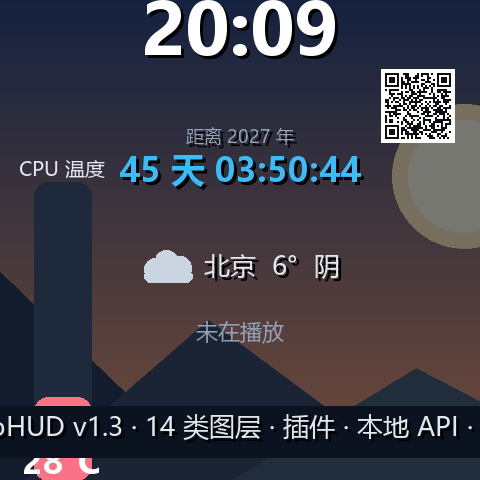 20:09
距离 2027 年
CPU 温度
45 天 03:50:44
北京 6° 阴
未在播放
HUD v1.3 · 14 类图层 · 插件 · 本地 API ·
28°C